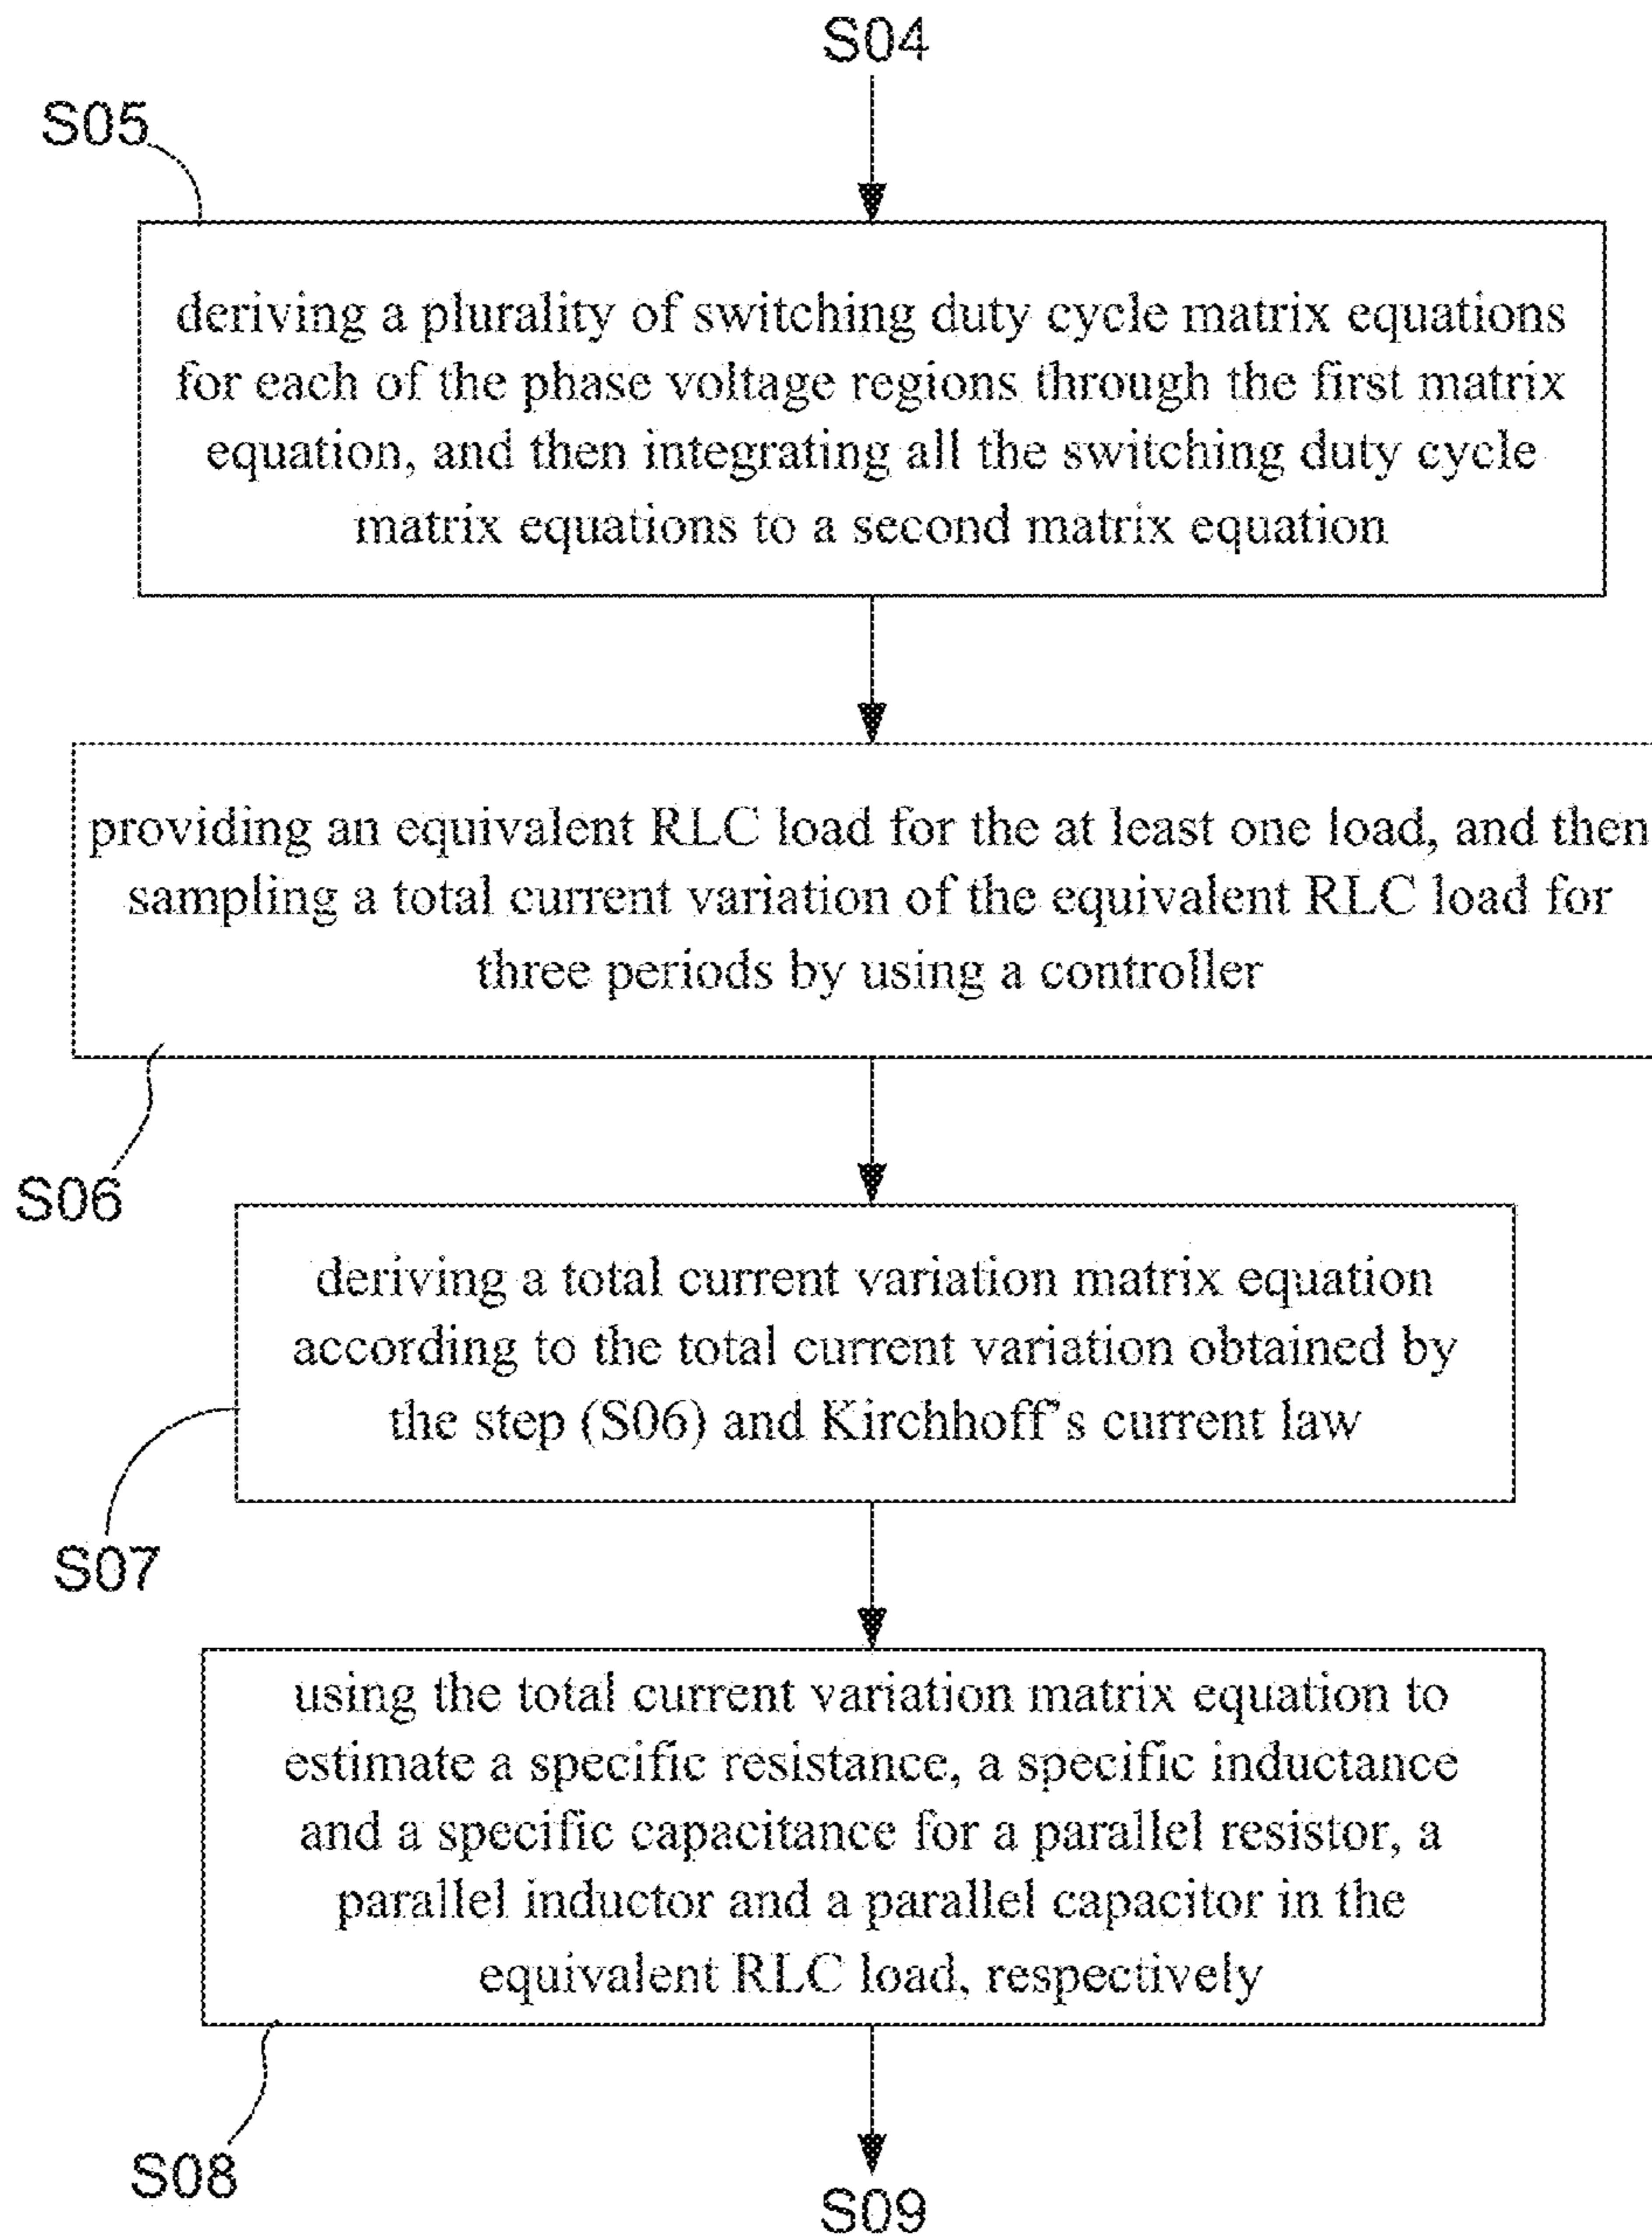 S04
S05
deriving a plurality of switching duty cycle matrix equations
for each of the phase voltage regions through the first matrix
equation, and then integrating all the switching duty cycle
matrix equations to a second matrix equation
providing an equivalent RLC load for the at least one load, and then
sampling a total current variation of the equivalent RLC load for
three periods by using a controller
S06
deriving a total current variation matrix equation
according to the total current variation obtained by
the step (S06) and Kirchhoff's current law
S07
using the total current variation matrix equation to
estimate a specific resistance, a specific inductance
and a specific capacitance for a parallel resistor, a
parallel inductor and a parallel capacitor in the
equivalent RLC load, respectively
S08
S09